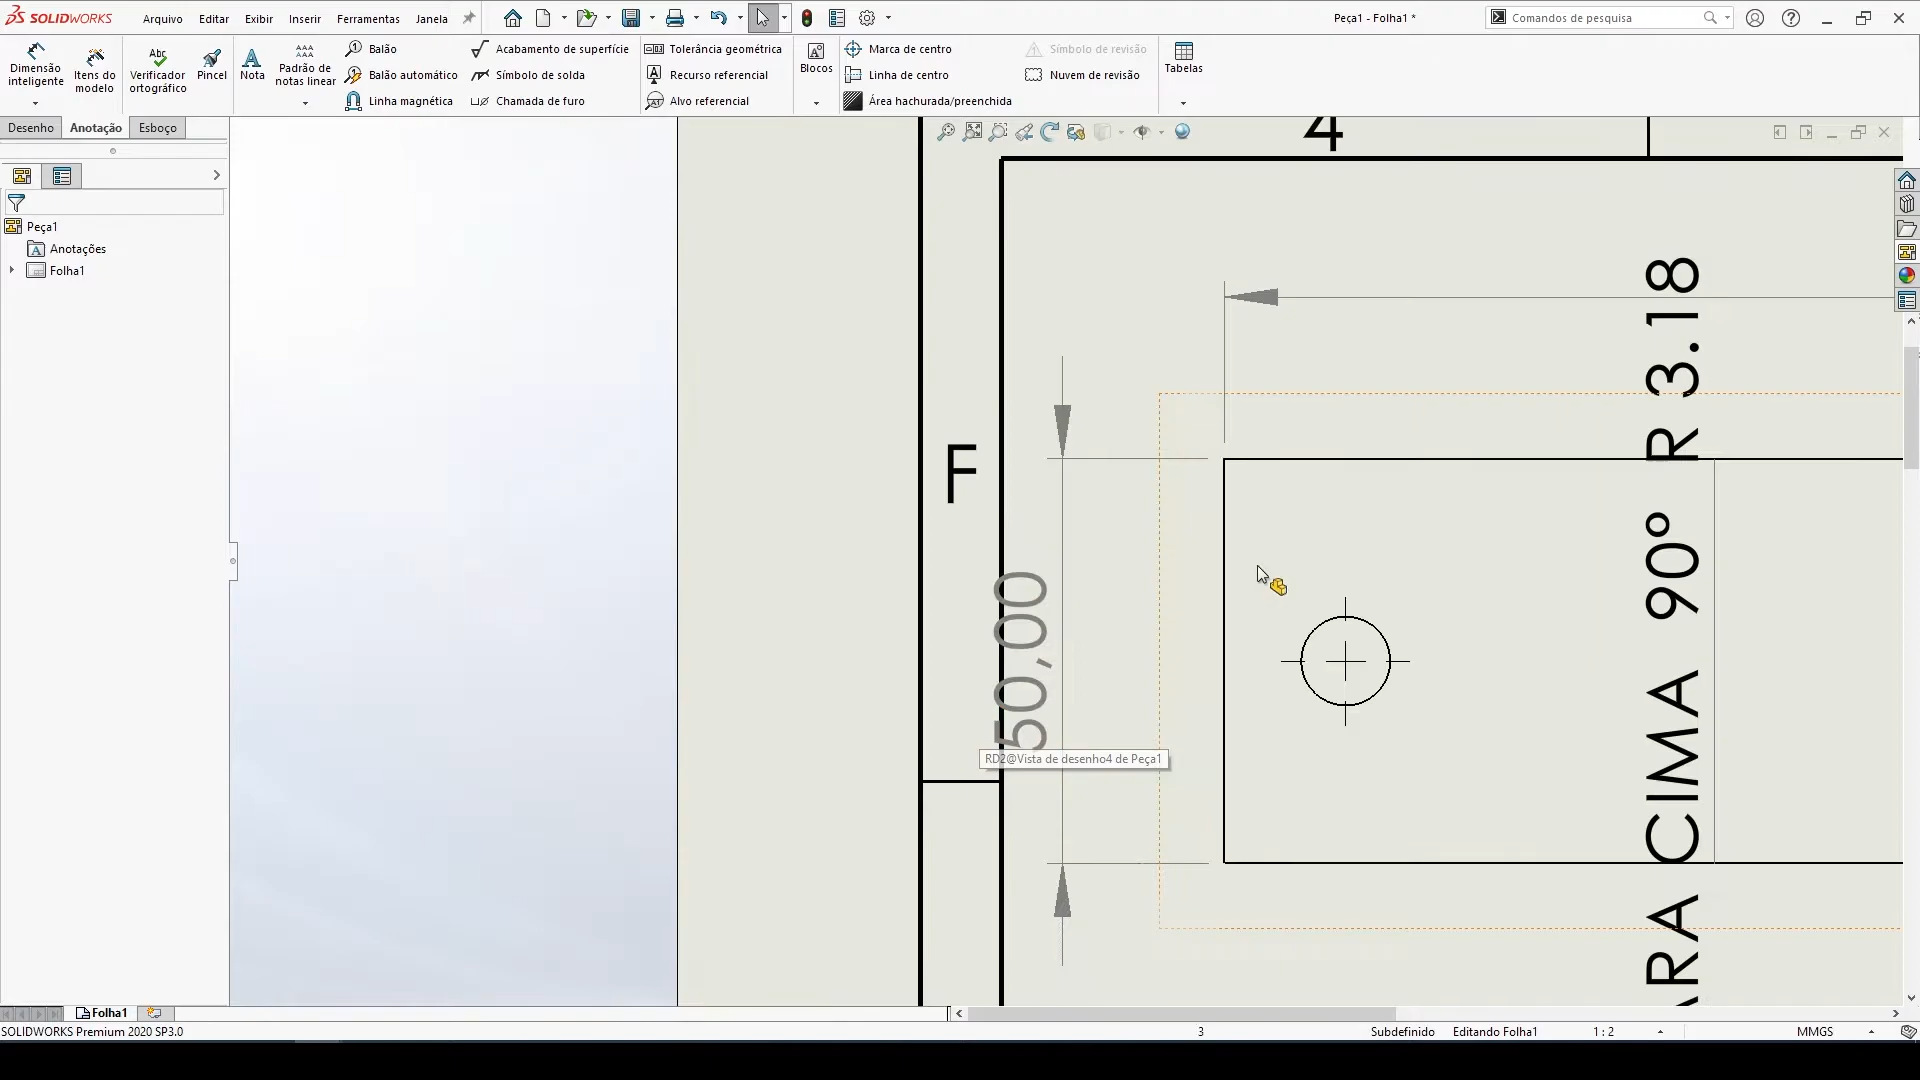 SOLIDWORKS
Arquivo
Editar
Exibir
Inserir
Ferramentas
Janela
Peça1 - Folha1 *
Comandos de pesquisa
Dimensão inteligente
Itens do modelo
Abc
Verificador ortográfico
Pincel
Nota
Padrão de notas linear
Balão
Balão automático
Linha magnética
Acabamento de superfície
Símbolo de solda
Chamada de furo
Tolerância geométrica
Recurso referencial
Alvo referencial
Blocos
Marca de centro
Linha de centro
Área hachurada/preenchida
Símbolo de revisão
Nuvem de revisão
Tabelas
Desenho
Anotação
Esboço
Peça1
Anotações
Folha1
4
F
50,00
RD2@Vista de desenho4 de Peça1
RA CIMA 90° R 3.18
Folha1
SOLIDWORKS Premium 2020 SP3.0
3
Subdefinido
Editando Folha1
1 : 2
MMGS